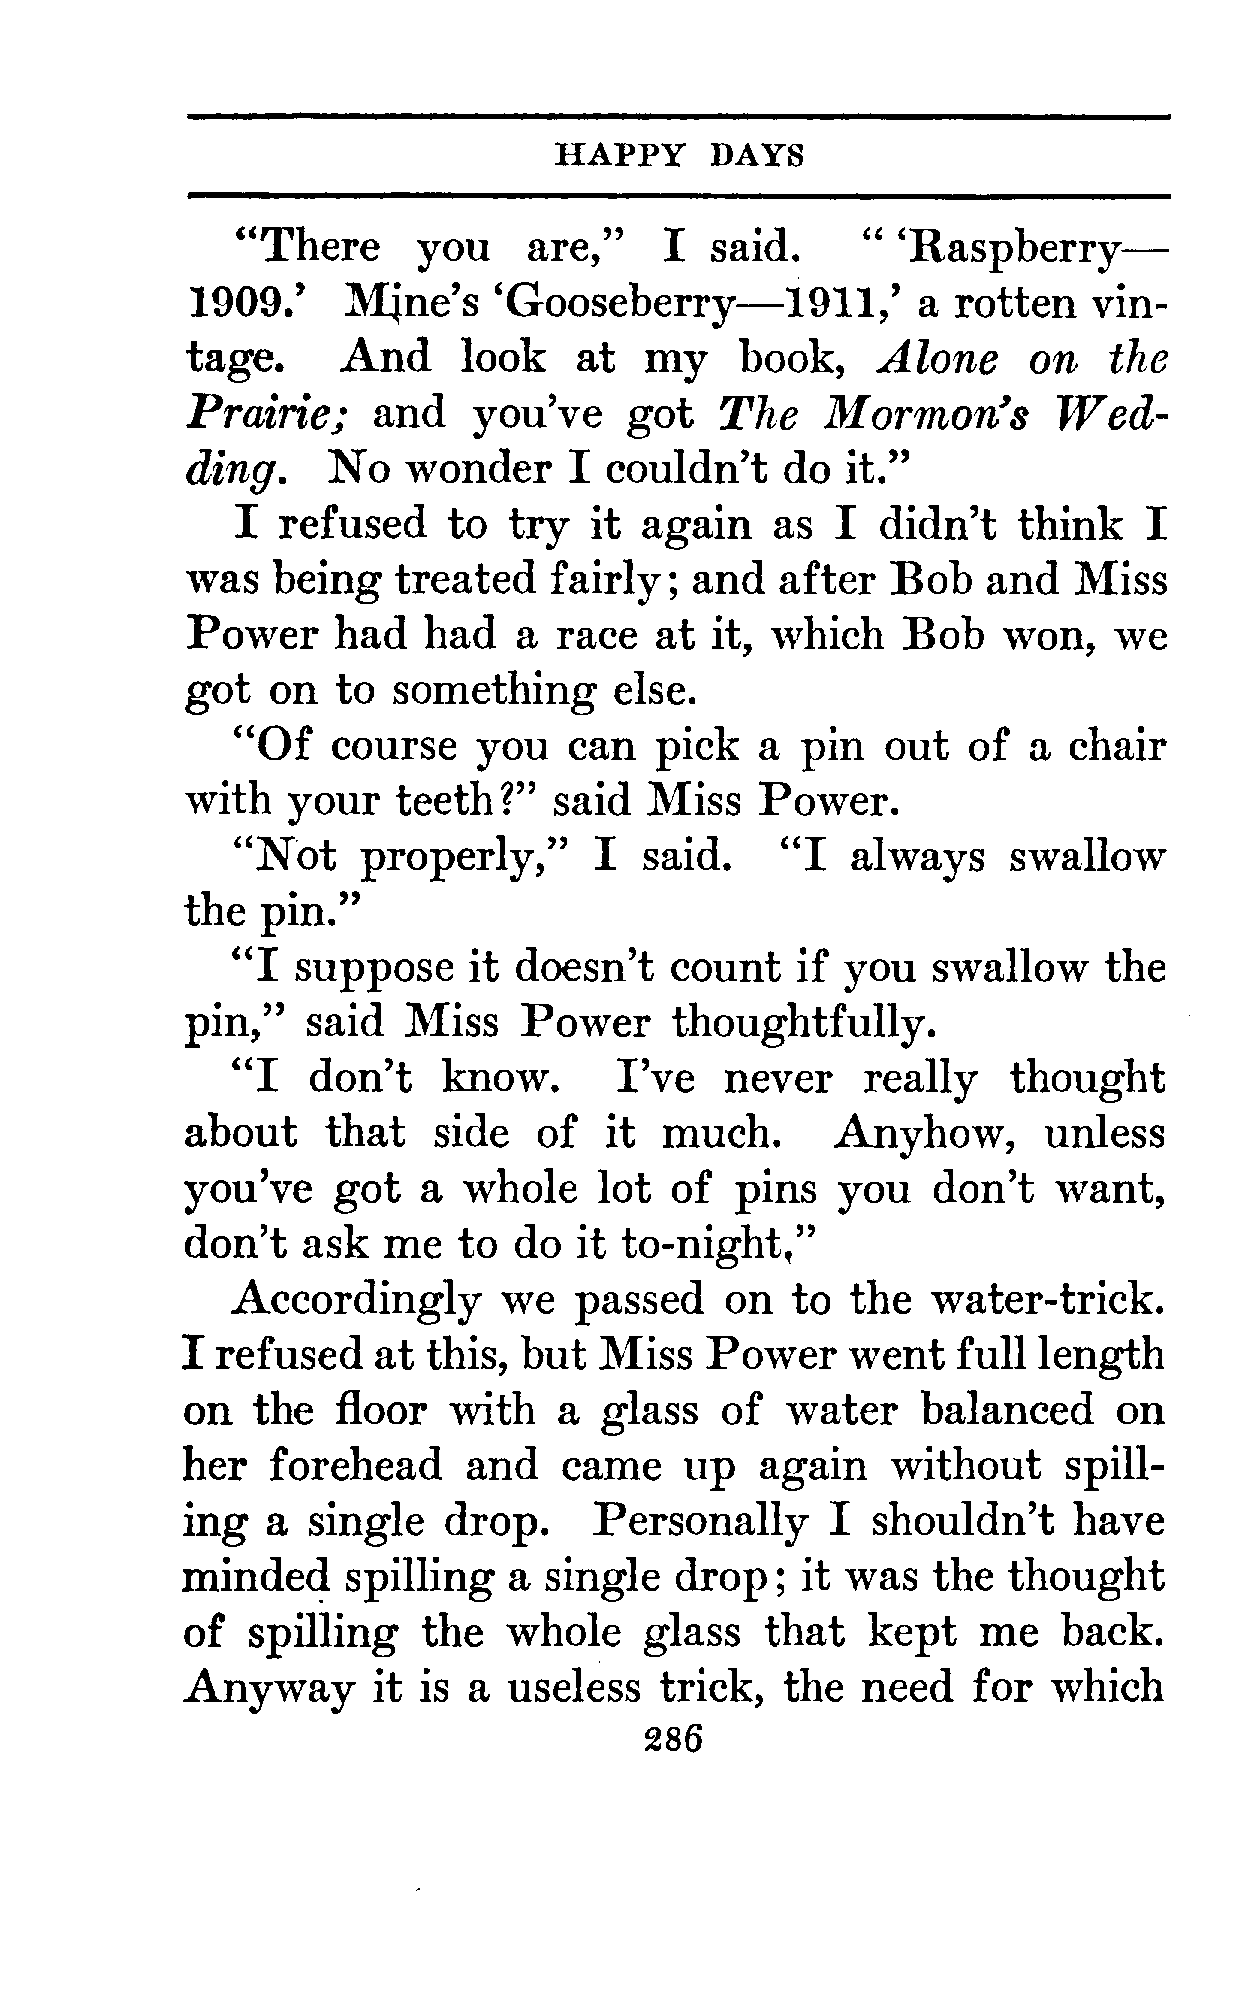 HAPPY DAYS
"There you are," I said. " 'Raspberry—
1909.' Mine's 'Gooseberry—1911,' a rotten vin-
tage. And look at my book, Alone on the
Prairie; and you've got The Mormon's Wed-
ding. No wonder I couldn't do it."
I refused to try it again as I didn't think I
was being treated fairly; and after Bob and Miss
Power had had a race at it, which Bob won, we
got on to something else.
"Of course you can pick a pin out of a chair
with your teeth?" said Miss Power.
"Not properly," I said. "I always swallow
the pin."
"I suppose it doesn't count if you swallow the
pin," said Miss Power thoughtfully.
"I don't know. I've never really thought
about that side of it much. Anyhow, unless
you've got a whole lot of pins you don't want,
don't ask me to do it to-night,"
Accordingly we passed on to the water-trick.
I refused at this, but Miss Power went full length
on the floor with a glass of water balanced on
her forehead and came up again without spill-
ing a single drop. Personally I shouldn't have
minded spilling a single drop; it was the thought
of spilling the whole glass that kept me back.
Anyway it is a useless trick, the need for which
286